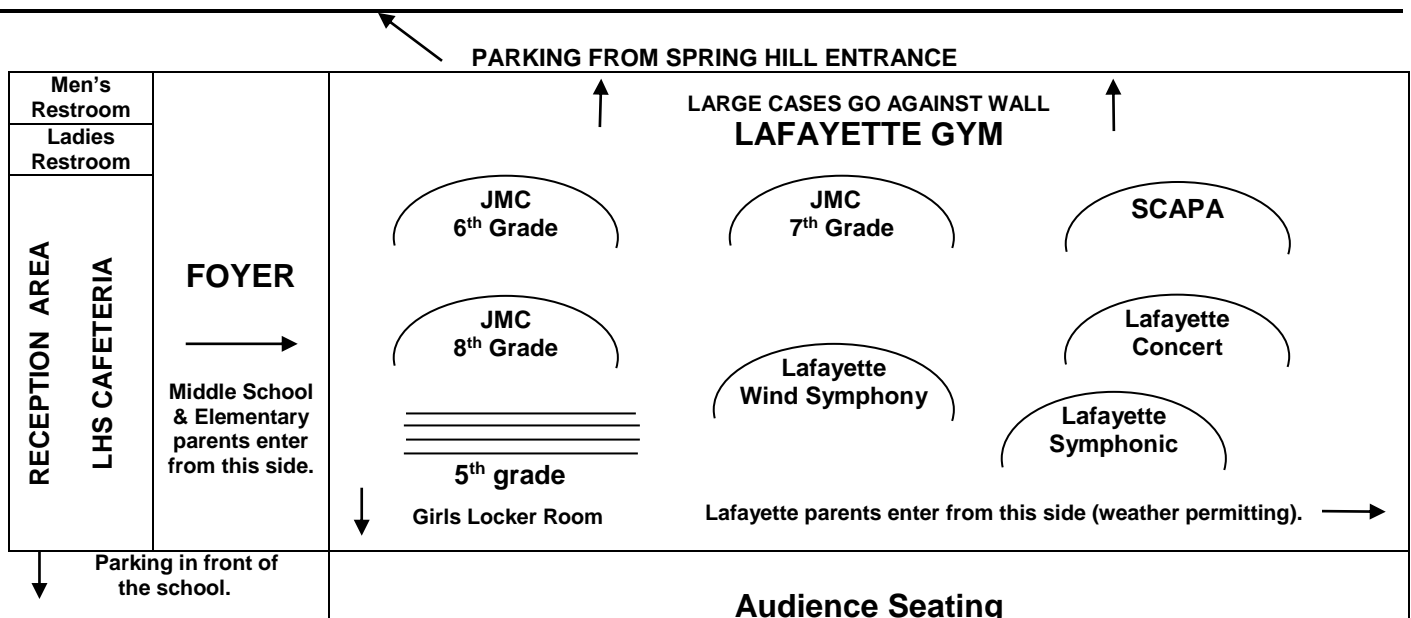 PARKING FROM SPRING HILL ENTRANCE
Men's
Restroom
Ladies
Restroom
RECEPTION AREA
LHS CAFETERIA
FOYER
Middle School
& Elementary
parents enter
from this side.
LARGE CASES GO AGAINST WALL
LAFAYETTE GYM
JMC
6th Grade
JMC
7th Grade
SCAPA
JMC
8th Grade
Lafayette
Wind Symphony
Lafayette
Concert
Lafayette
Symphonic
5th grade
Girls Locker Room
Lafayette parents enter from this side (weather permitting).
Parking in front of
the school.
Audience Seating